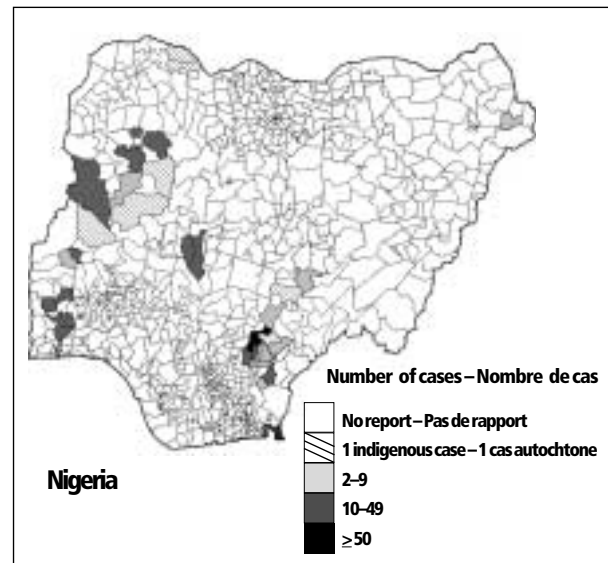 Number of cases – Nombre de cas
No report – Pas de rapport
1 indigenous case – 1 cas autochtone
2–9
10–49
≥50
Nigeria